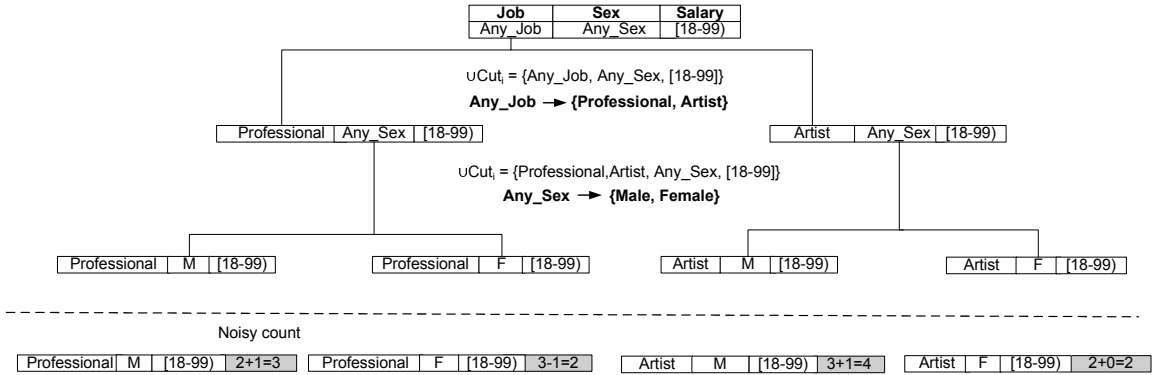 Job Sex Salary
Any_Job Any_Sex [18-99)
∪Cutᵢ = {Any_Job, Any_Sex, [18-99]}
Any_Job → {Professional, Artist}
Professional Any_Sex [18-99) Artist Any_Sex [18-99)
∪Cutᵢ = {Professional,Artist, Any_Sex, [18-99]}
Any_Sex → {Male, Female}
Professional M [18-99) Professional F [18-99) Artist M [18-99) Artist F [18-99)
Noisy count
Professional M [18-99) 2+1=3 Professional F [18-99) 3-1=2 Artist M [18-99) 3+1=4 Artist F [18-99) 2+0=2